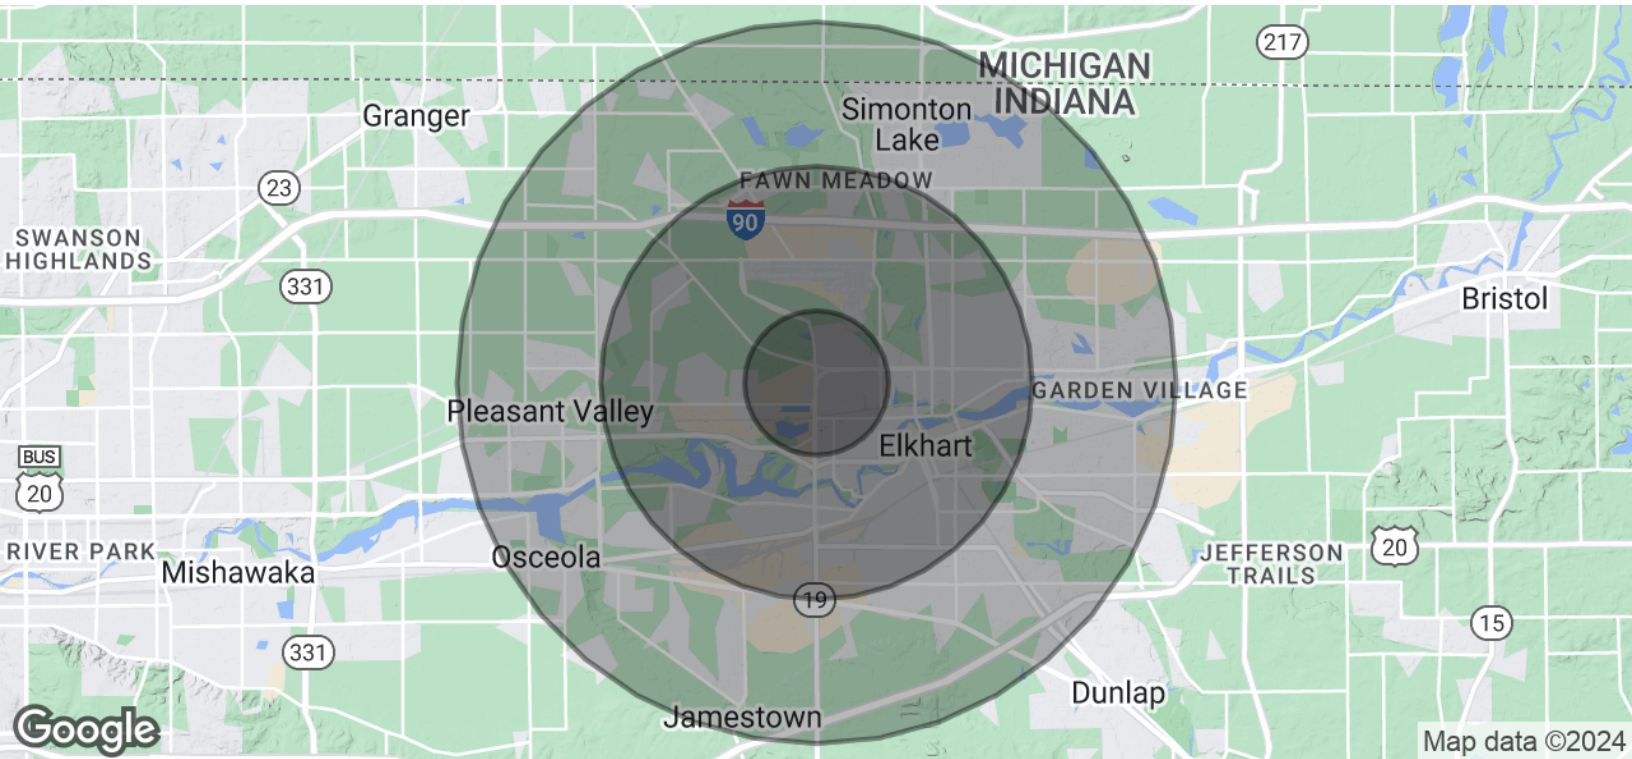 217
MICHIGAN
INDIANA
Simonton
Lake
Granger
FAWN MEADOW
23
90
SWANSON
HIGHLANDS
331
Bristol
GARDEN VILLAGE
Pleasant Valley
Elkhart
BUS
20
RIVER PARK
Mishawaka
Osceola
20
JEFFERSON
TRAILS
19
15
331
Dunlap
Jamestown
Google
Map data ©2024